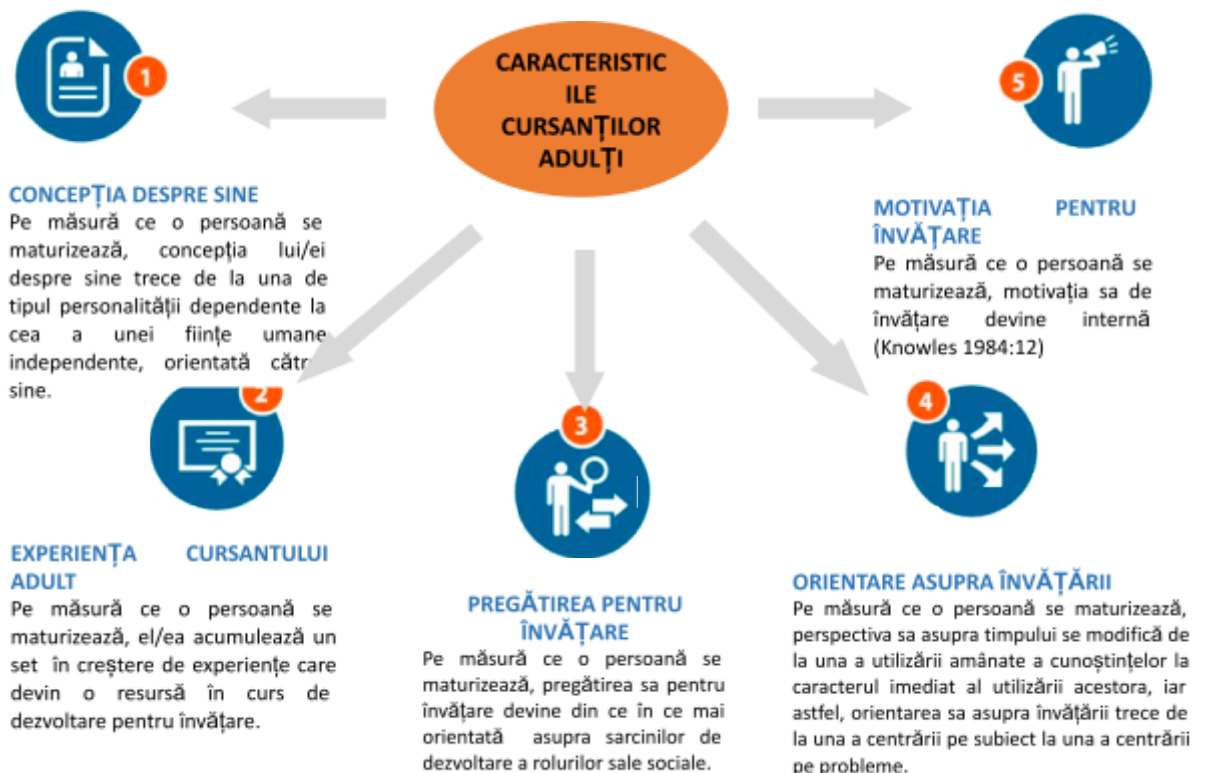 CARACTERISTIC
ILE
CURSANȚILOR
ADULȚI
1
CONCEPȚIA DESPRE SINE
Pe măsură ce o persoană se
maturizează, concepția lui/ei
despre sine trece de la una de
tipul personalității dependente la
cea a unei ființe umane
independente, orientată cătr
sine.
2
EXPERIENȚA CURSANTULUI
ADULT
Pe măsură ce o persoană se
maturizează, el/ea acumulează un
set în creștere de experiențe care
devin o resursă în curs de
dezvoltare pentru învățare.
3
PREGĂTIREA PENTRU
ÎNVĂȚARE
Pe măsură ce o persoană se
maturizează, pregătirea sa pentru
învățare devine din ce în ce mai
orientată asupra sarcinilor de
dezvoltare a rolurilor sale sociale.
4
ORIENTARE ASUPRA ÎNVĂȚĂRII
Pe măsură ce o persoană se maturizează,
perspectiva sa asupra timpului se modifică de
la una a utilizării amânate a cunoștințelor la
caracterul imediat al utilizării acestora, iar
astfel, orientarea sa asupra învățării trece de
la una a centrării pe subiect la una a centrării
pe probleme.
5
MOTIVAȚIA PENTRU
ÎNVĂȚARE
Pe măsură ce o persoană se
maturizează, motivația sa de
învățare devine internă
(Knowles 1984:12)